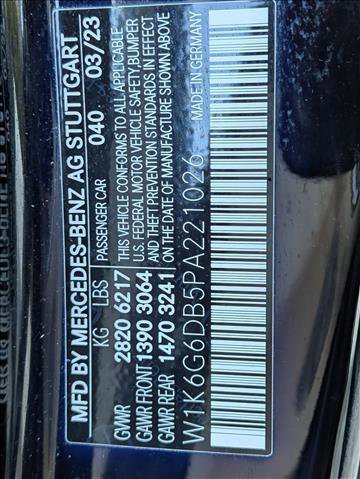 MFD BY MERCEDES-BENZ AG STUTTGART
KG LBS PASSENGER CAR 040 03/23
GWR 2820 6217 THIS VEHICLE CONFORMS TO ALL APPLICABLE
U.S. FEDERAL MOTOR VEHICLE SAFETY, BUMPER
GAWR FRONT 1390 3064 AND THEFT PREVENTION STANDARDS IN EFFECT
GAWR REAR 1470 3241 ON THE DATE OF MANUFACTURE SHOWN ABOVE
W1K6G6DB5PA221026 MADE IN GERMANY